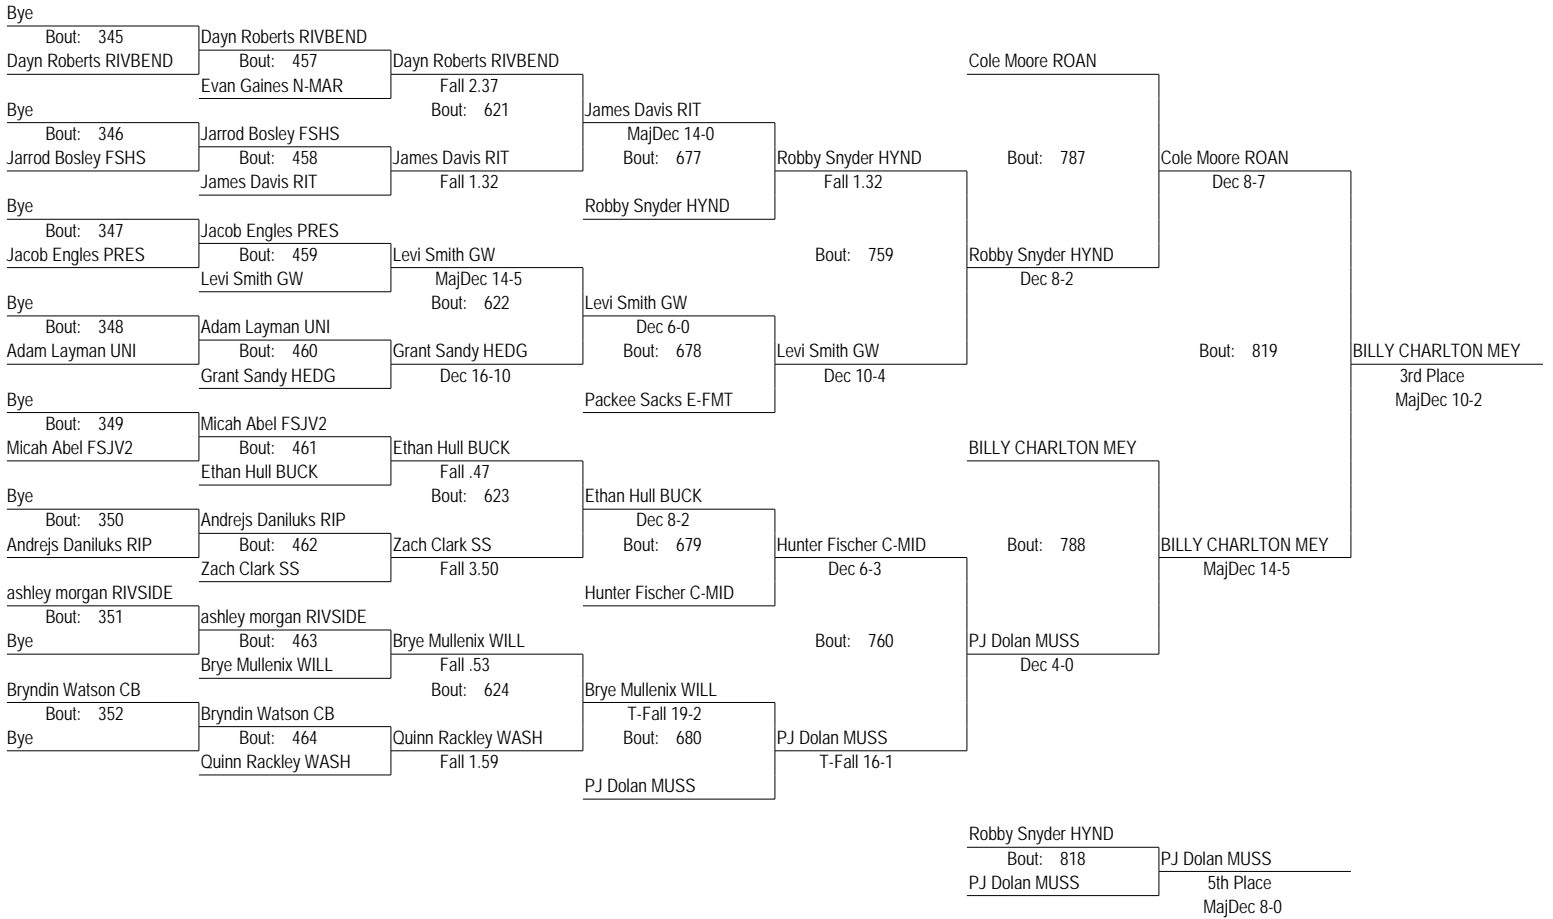 Bye
Bout: 345
Dayn Roberts RIVBEND
Bye
Bout: 346
Jarrod Bosley FSHS
Bye
Bout: 347
Jacob Engles PRES
Bye
Bout: 348
Adam Layman UNI
Bye
Bout: 349
Micah Abel FSJV2
Bye
Bout: 350
Andrejs Daniluks RIP
ashley morgan RIVSIDE
Bout: 351
Bye
Bryndin Watson CB
Bout: 352
Bye
Dayn Roberts RIVBEND
Bout: 457
Evan Gaines N-MAR
Jarrod Bosley FSHS
Bout: 458
James Davis RIT
Jacob Engles PRES
Bout: 459
Levi Smith GW
Adam Layman UNI
Bout: 460
Grant Sandy HEDG
Micah Abel FSJV2
Bout: 461
Ethan Hull BUCK
Andrejs Daniluks RIP
Bout: 462
Zach Clark SS
ashley morgan RIVSIDE
Bout: 463
Brye Mullenix WILL
Bryndin Watson CB
Bout: 464
Quinn Rackley WASH
Dayn Roberts RIVBEND
Fall 2.37
Bout: 621
James Davis RIT
Fall 1.32
Levi Smith GW
MajDec 14-5
Bout: 622
Grant Sandy HEDG
Dec 16-10
Ethan Hull BUCK
Fall .47
Bout: 623
Zach Clark SS
Fall 3.50
Brye Mullenix WILL
Fall .53
Bout: 624
Quinn Rackley WASH
Fall 1.59
James Davis RIT
MajDec 14-0
Bout: 677
Robby Snyder HYND
Levi Smith GW
Dec 6-0
Bout: 678
Packee Sacks E-FMT
Ethan Hull BUCK
Dec 8-2
Bout: 679
Hunter Fischer C-MID
Brye Mullenix WILL
T-Fall 19-2
Bout: 680
PJ Dolan MUSS
Robby Snyder HYND
Fall 1.32
Bout: 759
Levi Smith GW
Dec 10-4
Hunter Fischer C-MID
Dec 6-3
Bout: 760
PJ Dolan MUSS
T-Fall 16-1
Cole Moore ROAN
Bout: 787
Robby Snyder HYND
Dec 8-2
BILLY CHARLTON MEY
Bout: 788
PJ Dolan MUSS
Dec 4-0
Cole Moore ROAN
Dec 8-7
Bout: 819
BILLY CHARLTON MEY
MajDec 14-5
BILLY CHARLTON MEY
3rd Place
MajDec 10-2
Robby Snyder HYND
Bout: 818
PJ Dolan MUSS
PJ Dolan MUSS
5th Place
MajDec 8-0